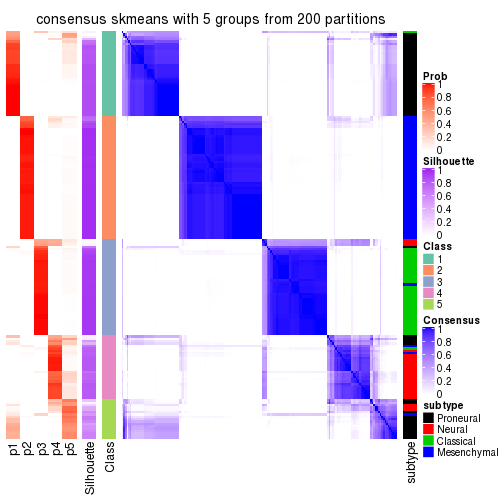 consensus skmeans with 5 groups from 200 partitions
Prob
1
0.8
0.6
0.4
0.2
0
Silhouette
1
0.8
0.6
0.4
0.2
0
Class
1
2
3
4
5
Consensus
1
0.8
0.6
0.4
0.2
0
subtype
Proneural
Neural
Classical
Mesenchymal
p1
p2
p3
p4
p5
Silhouette
Class
subtype